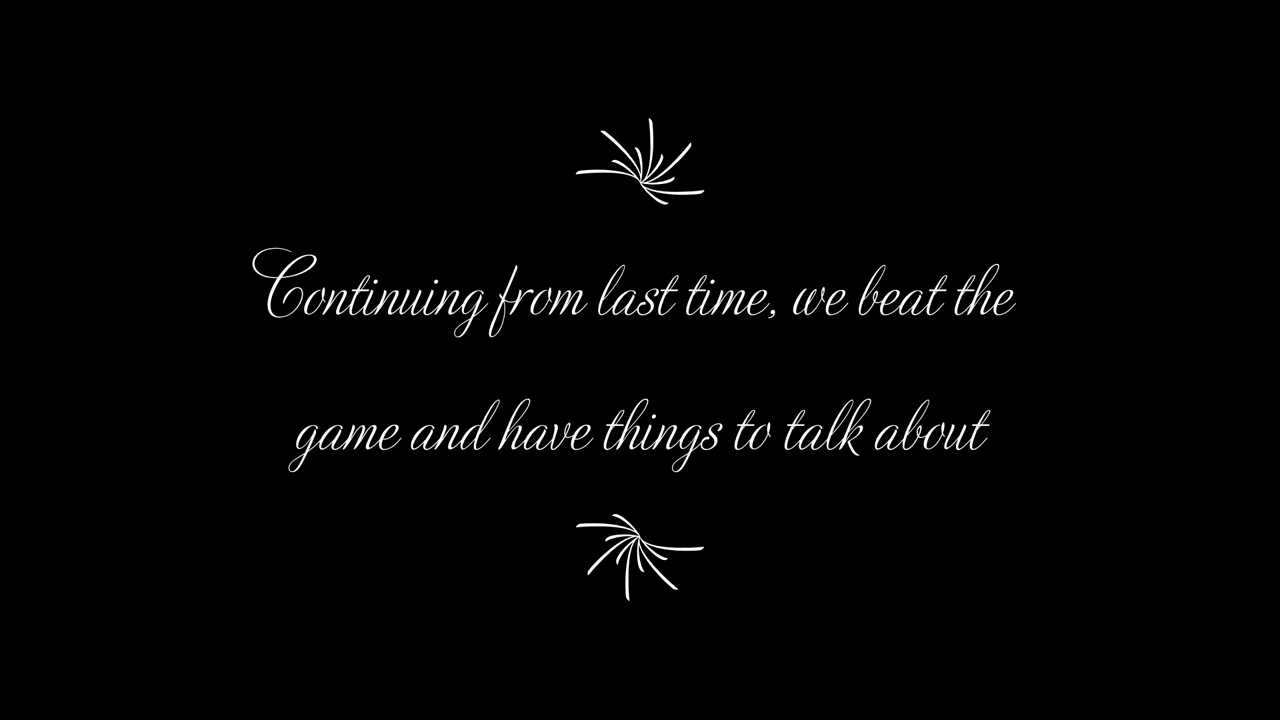 Continuing from last time, we beat the
game and have things to talk about